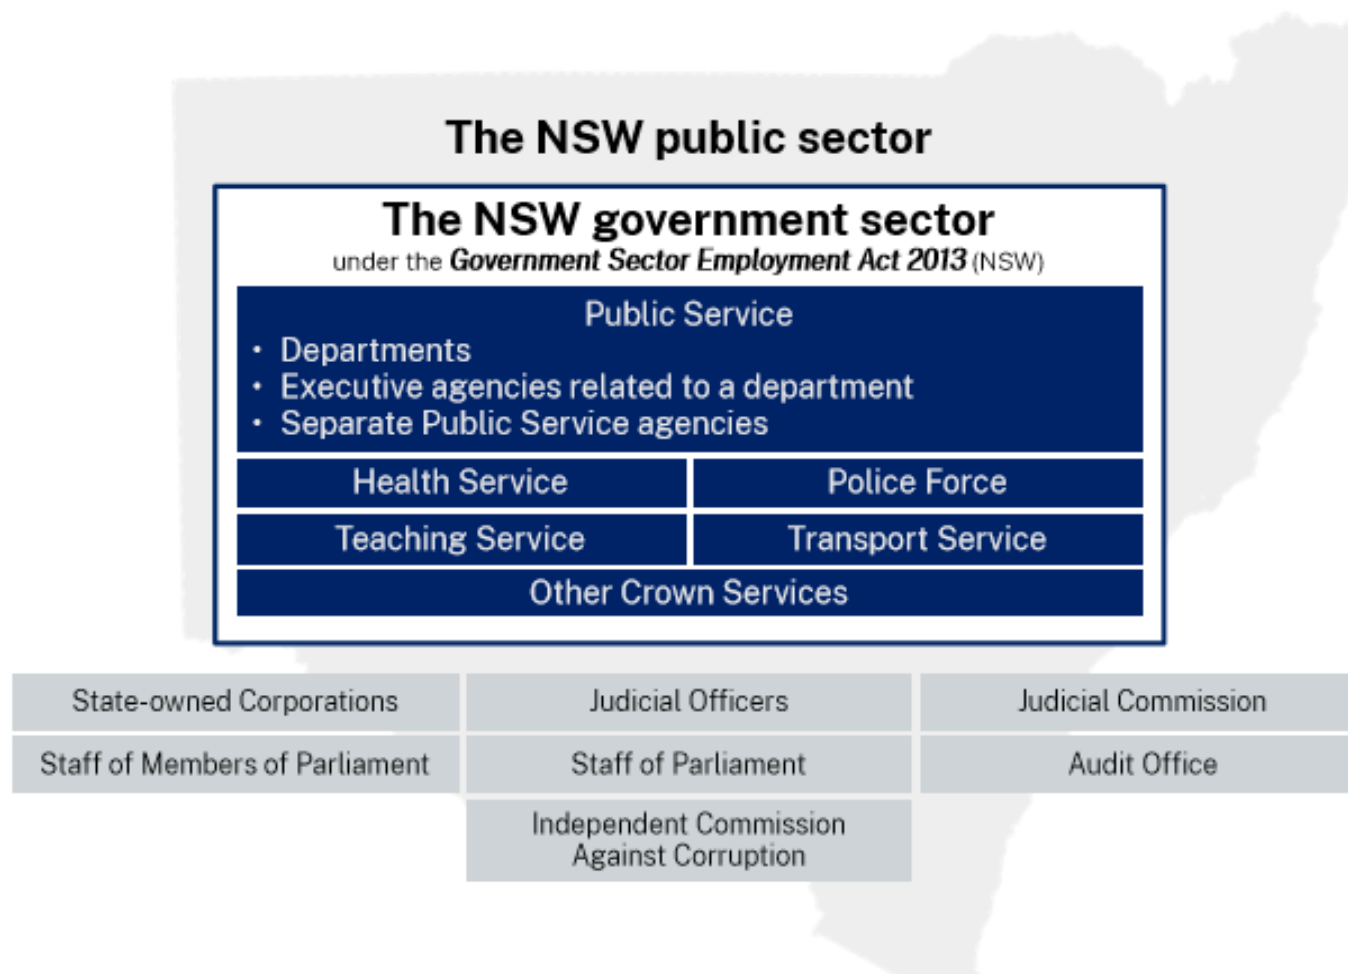 The NSW public sector
The NSW government sector
under the Government Sector Employment Act 2013 (NSW)
Public Service
• Departments
• Executive agencies related to a department
• Separate Public Service agencies
Health Service
Police Force
Teaching Service
Transport Service
Other Crown Services
State-owned Corporations
Judicial Officers
Judicial Commission
Staff of Members of Parliament
Staff of Parliament
Audit Office
Independent Commission
Against Corruption